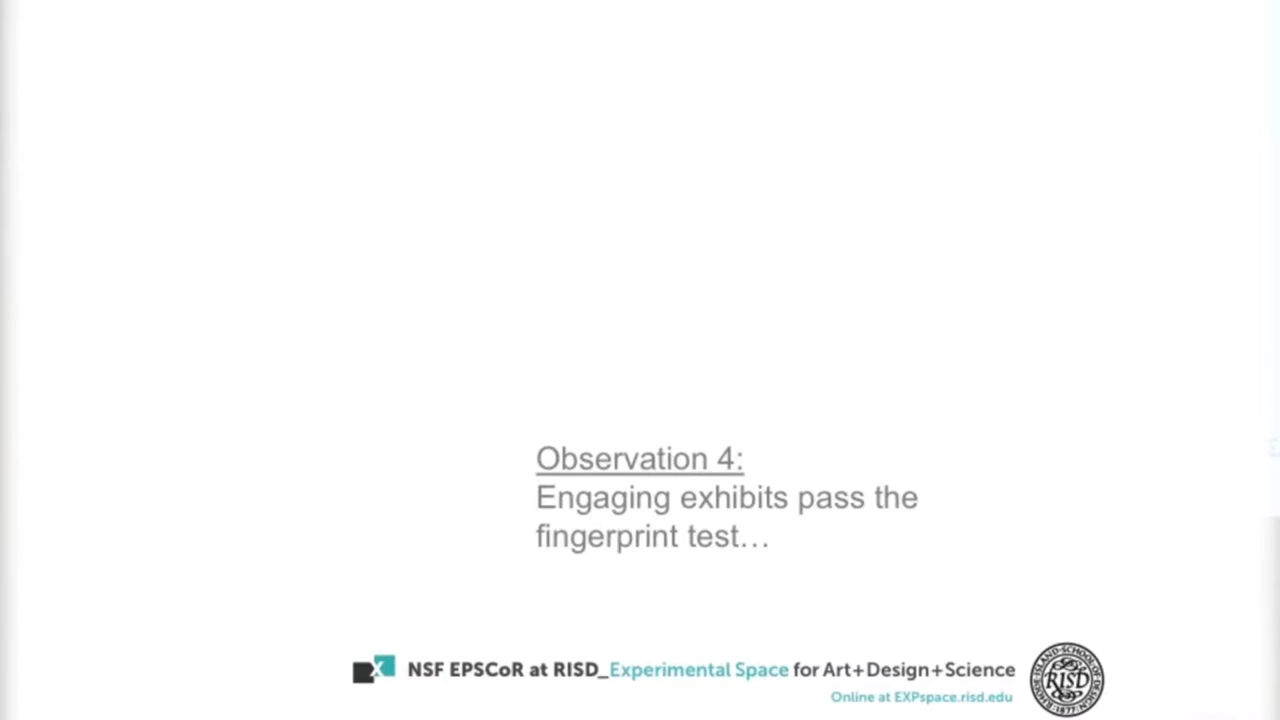 Observation 4:
Engaging exhibits pass the
fingerprint test…
NSF EPSCoR at RISD_Experimental Space for Art+Design+Science
Online at EXPspace.risd.edu
RISD